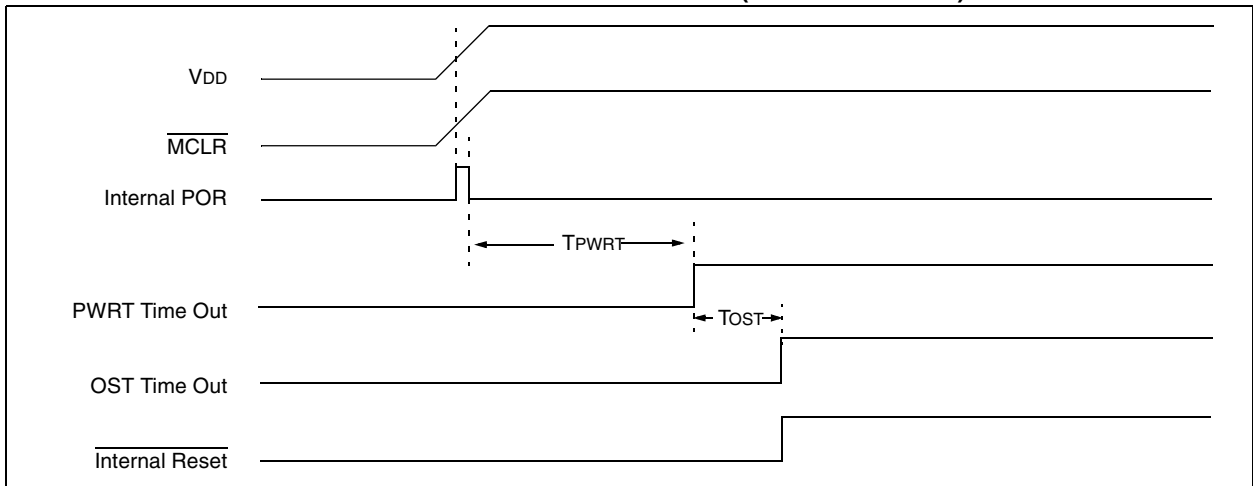 VDD
MCLR
Internal POR
TPWRT
PWRT Time Out
TOST
OST Time Out
Internal Reset